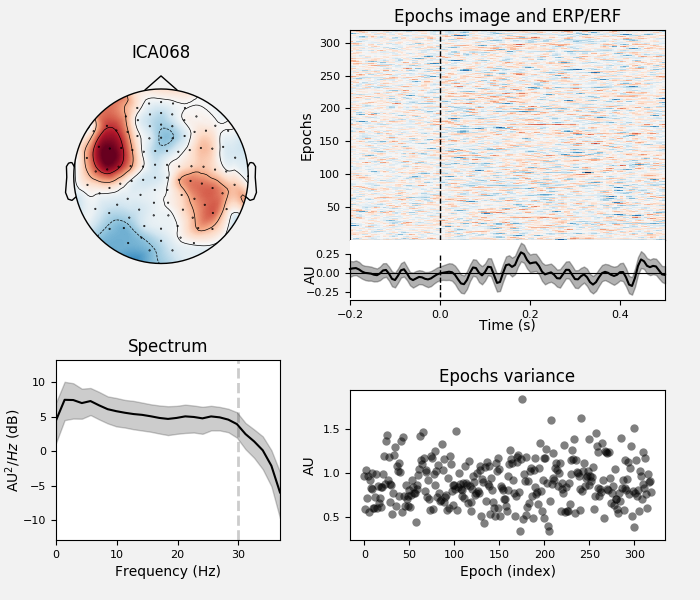 ICA068
Epochs image and ERP/ERF
Epochs
300
250
200
150
100
50
AU
0.25
0.00
−0.25
−0.2
0.0
0.2
0.4
Time (s)
Spectrum
AU²/Hz (dB)
10
5
0
−5
−10
0
10
20
30
Frequency (Hz)
Epochs variance
AU
1.5
1.0
0.5
0
50
100
150
200
250
300
Epoch (index)